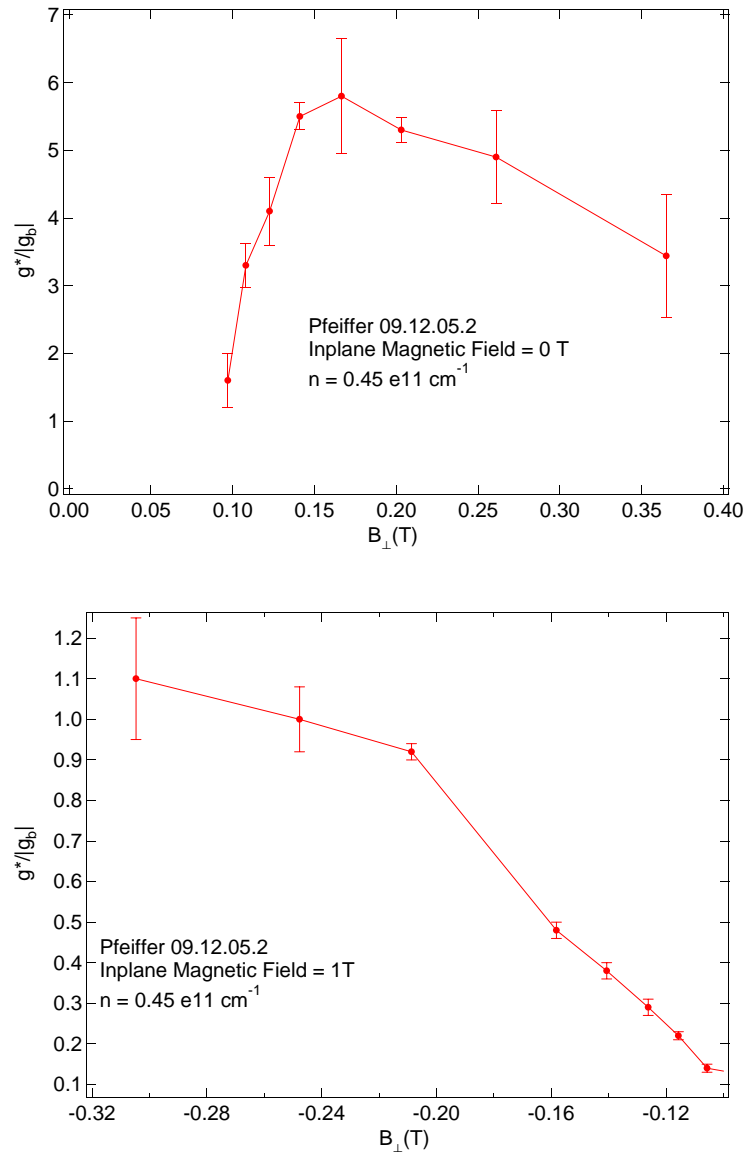 7
6
5
4
3
2
1
0
g*/|g_b|
Pfeiffer 09.12.05.2
Inplane Magnetic Field = 0 T
n = 0.45 e11 cm⁻¹
0.00 0.05 0.10 0.15 0.20 0.25 0.30 0.35 0.40
B⊥(T)
1.2
1.1
1.0
0.9
0.8
0.7
0.6
0.5
0.4
0.3
0.2
0.1
g*/|g_b|
Pfeiffer 09.12.05.2
Inplane Magnetic Field = 1T
n = 0.45 e11 cm⁻¹
-0.32 -0.28 -0.24 -0.20 -0.16 -0.12
B⊥(T)